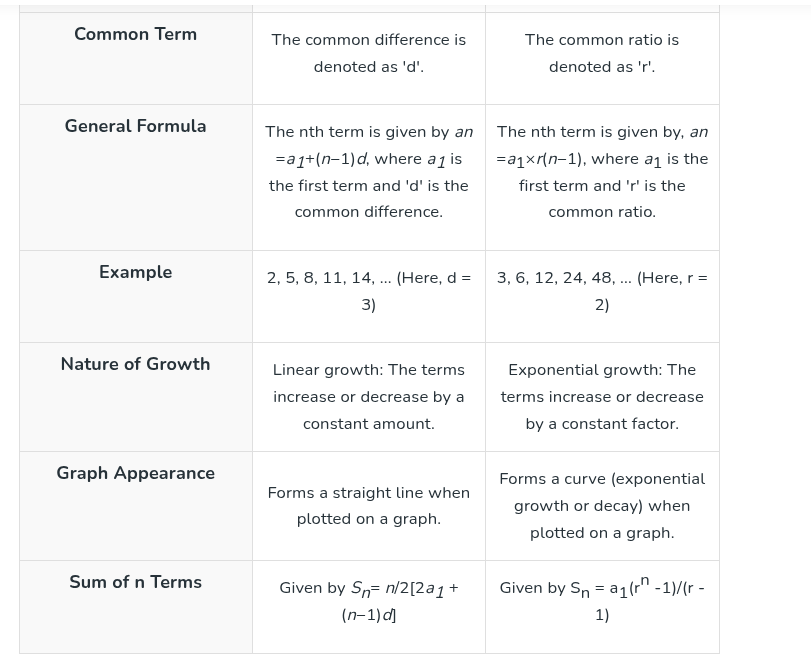 Common Term
The common difference is
denoted as 'd'.
The common ratio is
denoted as 'r'.
General Formula
The nth term is given by an
=a1+(n−1)d, where a1 is
the first term and 'd' is the
common difference.
The nth term is given by, an
=a1×r(n−1), where a1 is the
first term and 'r' is the
common ratio.
Example
2, 5, 8, 11, 14, ... (Here, d =
3)
3, 6, 12, 24, 48, ... (Here, r =
2)
Nature of Growth
Linear growth: The terms
increase or decrease by a
constant amount.
Exponential growth: The
terms increase or decrease
by a constant factor.
Graph Appearance
Forms a straight line when
plotted on a graph.
Forms a curve (exponential
growth or decay) when
plotted on a graph.
Sum of n Terms
Given by Sn= n/2[2a1 +
(n−1)d]
Given by Sn = a1(rn -1)/(r -
1)